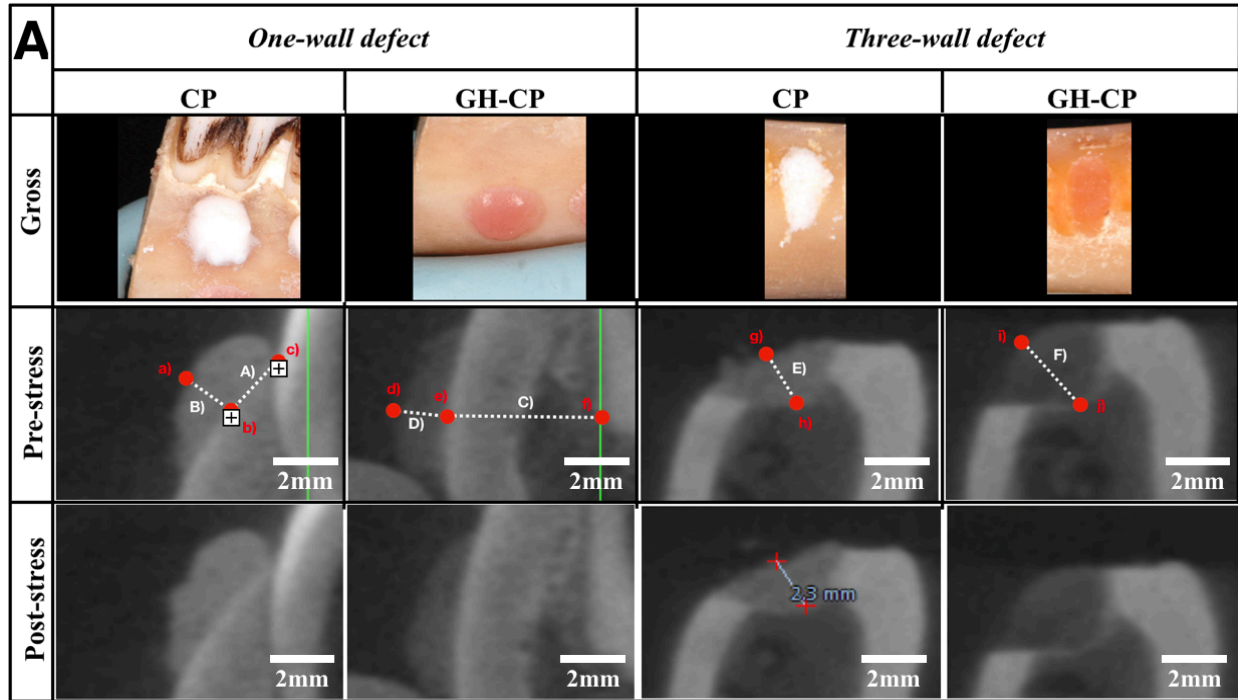 A
One-wall defect
Three-wall defect
CP
GH-CP
CP
GH-CP
Gross
Pre-stress
a)
A)
c)
B)
b)
2mm
d)
e)
D)
C)
f)
2mm
g)
E)
h)
2mm
i)
F)
j)
2mm
Post-stress
2mm
2mm
2.3 mm
2mm
2mm